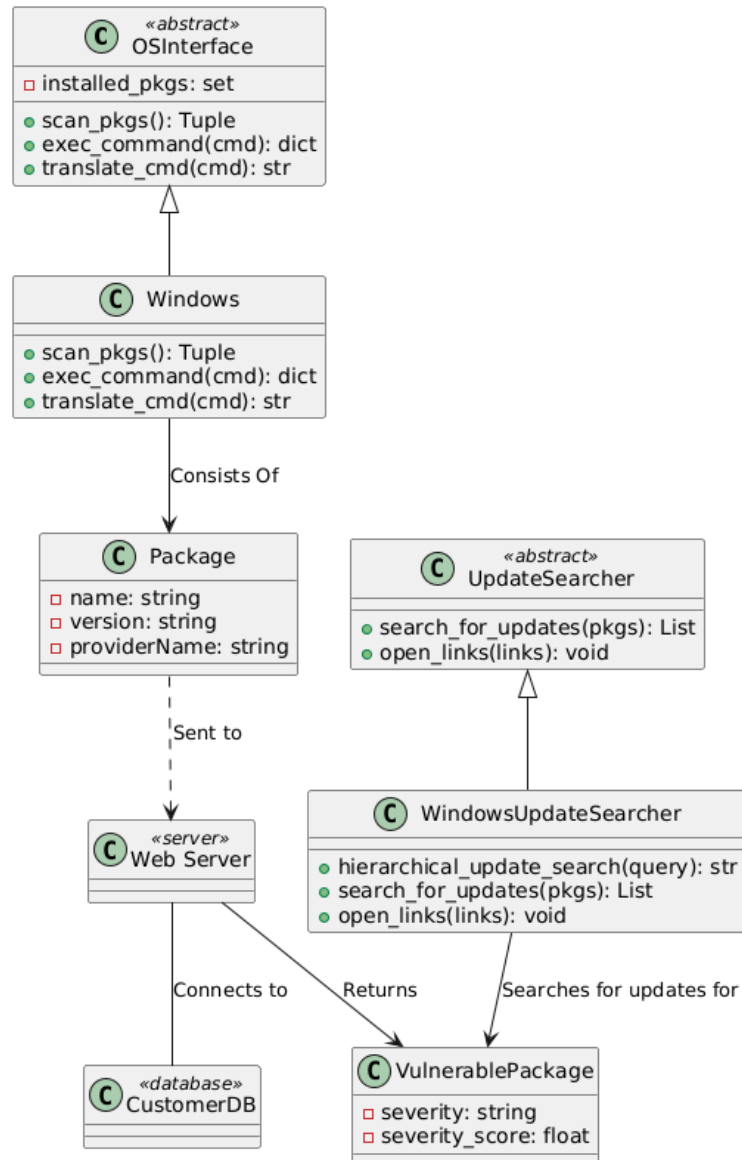 C
«abstract»
OSInterface
installed_pkgs: set
scan_pkgs(): Tuple
exec_command(cmd): dict
translate_cmd(cmd): str
C Windows
scan_pkgs(): Tuple
exec_command(cmd): dict
translate_cmd(cmd): str
Consists Of
C Package
name: string
version: string
providerName: string
C
«abstract»
UpdateSearcher
search_for_updates(pkgs): List
open_links(links): void
Sent to
C WindowsUpdateSearcher
hierarchical_update_search(query): str
search_for_updates(pkgs): List
open_links(links): void
C
«server»
Web Server
Connects to
Returns
Searches for updates for
C
«database»
CustomerDB
C VulnerablePackage
severity: string
severity_score: float